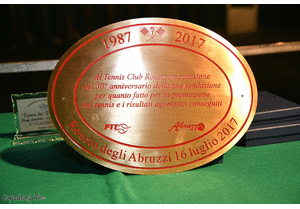 1987 2017
Al Tennis Club Roseto in occasione
del 30° anniversario della sua fondazione
per quanto fatto per la promozione
del tennis e i risultati agonistici conseguiti
FIT Abruzzo
Roseto degli Abruzzi 16 luglio 2017